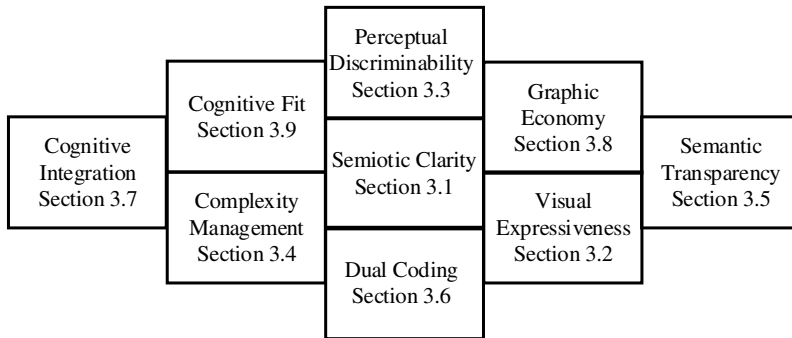 Perceptual
Discriminability
Section 3.3
Cognitive Fit
Section 3.9
Graphic
Economy
Section 3.8
Cognitive
Integration
Section 3.7
Semiotic Clarity
Section 3.1
Semantic
Transparency
Section 3.5
Complexity
Management
Section 3.4
Visual
Expressiveness
Section 3.2
Dual Coding
Section 3.6